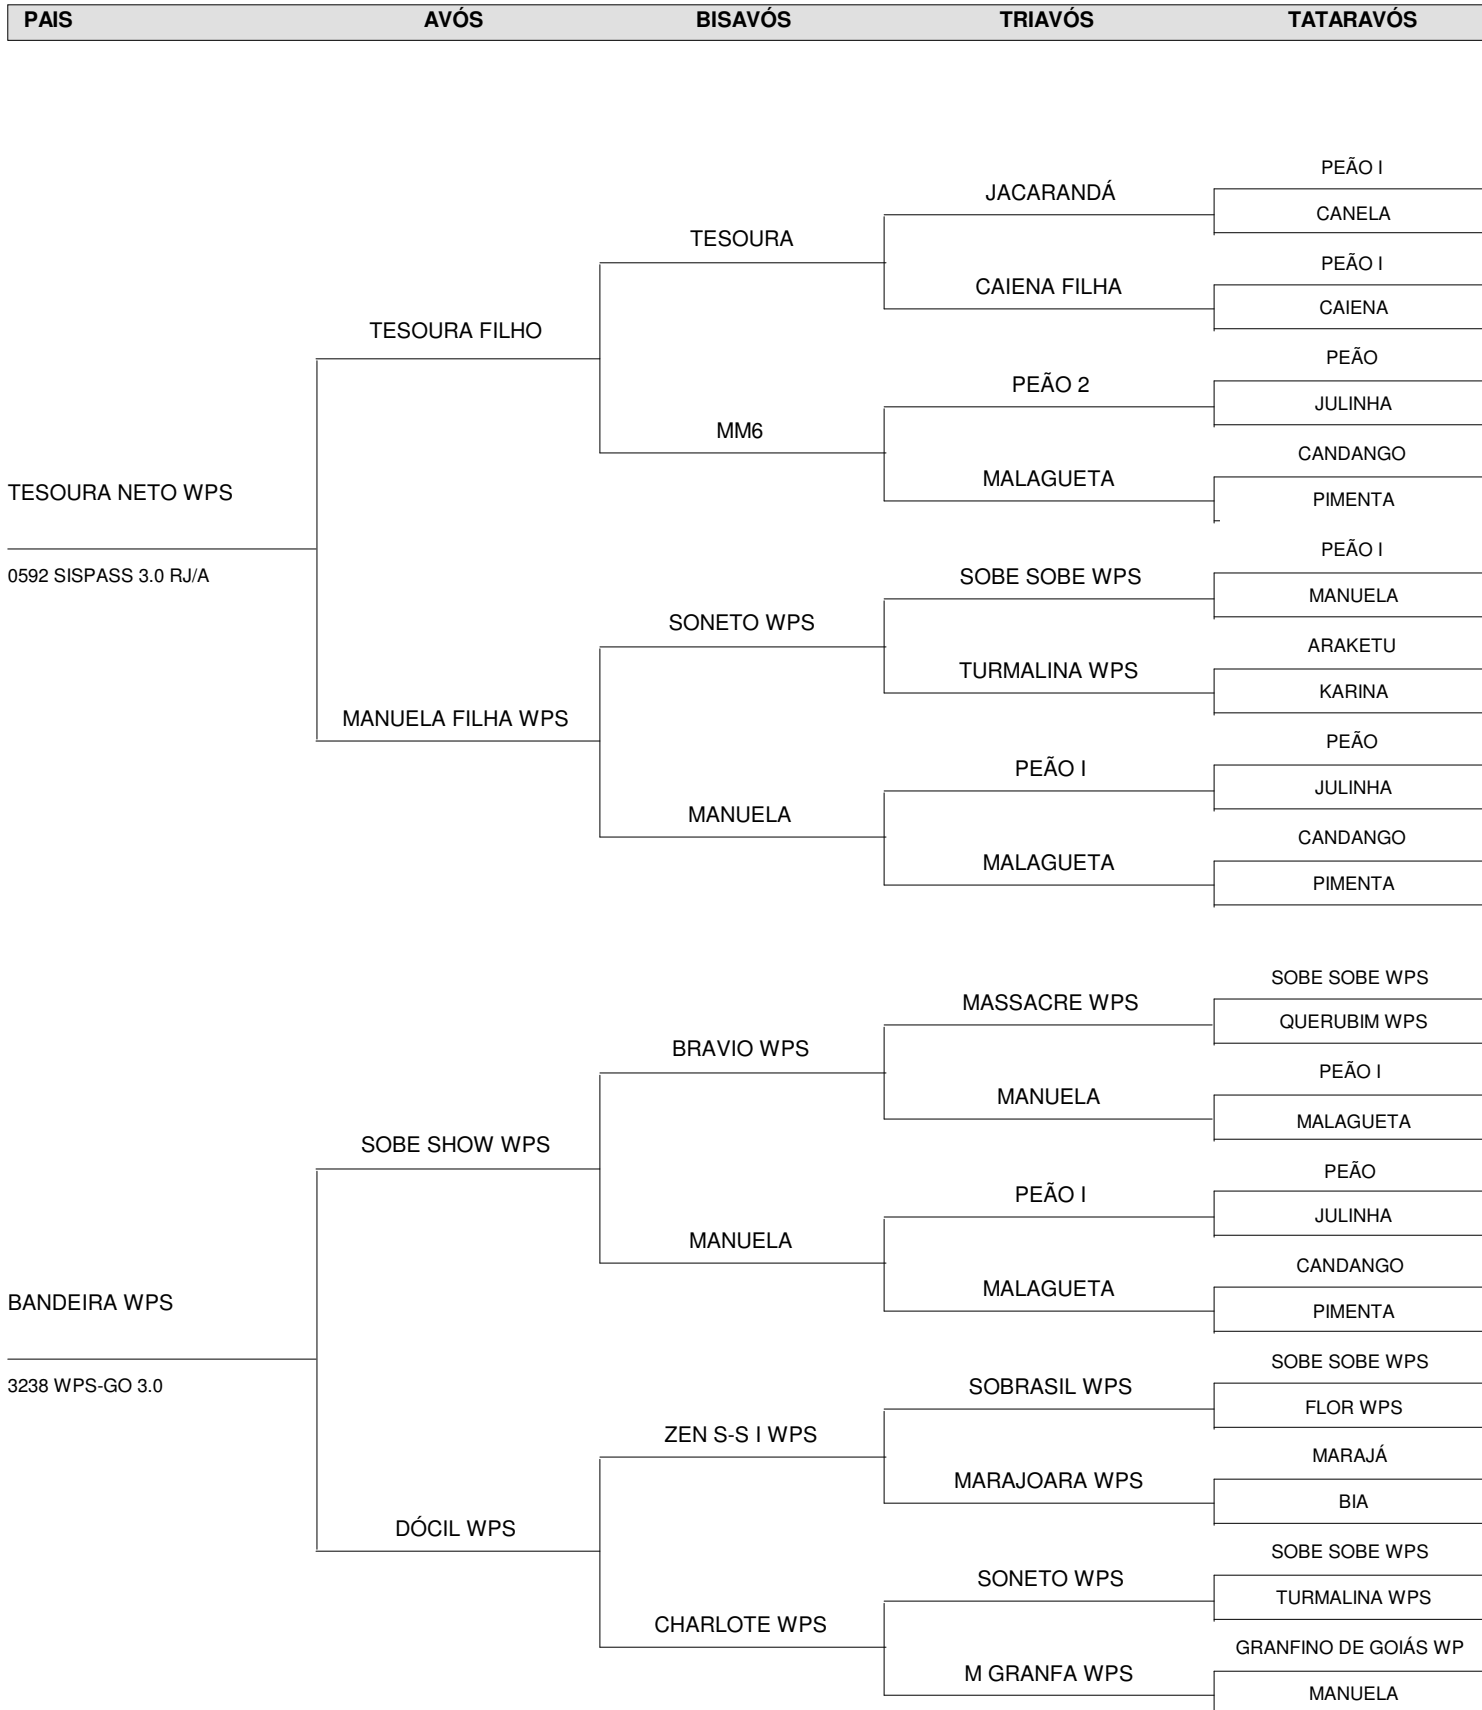 PAIS AVÓS BISAVÓS TRIAVÓS TATARAVÓS
PEÃO I
JACARANDÁ
CANELA
TESOURA
PEÃO I
CAIENA FILHA
CAIENA
TESOURA FILHO
PEÃO
PEÃO 2
JULINHA
MM6
CANDANGO
MALAGUETA
PIMENTA
TESOURA NETO WPS
0592 SISPASS 3.0 RJ/A
PEÃO I
SOBE SOBE WPS
MANUELA
SONETO WPS
ARAKETU
TURMALINA WPS
KARINA
MANUELA FILHA WPS
PEÃO
PEÃO I
JULINHA
MANUELA
CANDANGO
MALAGUETA
PIMENTA
SOBE SOBE WPS
MASSACRE WPS
QUERUBIM WPS
BRAVIO WPS
PEÃO I
MANUELA
MALAGUETA
SOBE SHOW WPS
PEÃO
PEÃO I
JULINHA
MANUELA
CANDANGO
MALAGUETA
PIMENTA
BANDEIRA WPS
3238 WPS-GO 3.0
SOBE SOBE WPS
SOBRASIL WPS
FLOR WPS
ZEN S-S I WPS
MARAJÁ
MARAJOARA WPS
BIA
DÓCIL WPS
SOBE SOBE WPS
SONETO WPS
TURMALINA WPS
CHARLOTE WPS
GRANFINO DE GOIÁS WP
M GRANFA WPS
MANUELA